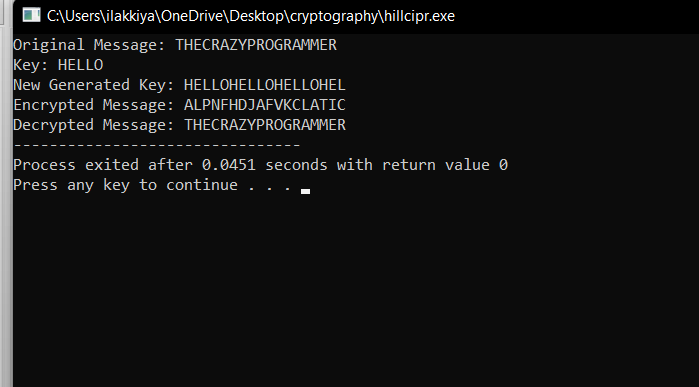 C:\Users\ilakkiya\OneDrive\Desktop\cryptography\hillcipr.exe
Original Message: THECRAZYPROGRAMMER
Key: HELLO
New Generated Key: HELLOHELLOHELLOHEL
Encrypted Message: ALPNFHDJAFVKCLATIC
Decrypted Message: THECRAZYPROGRAMMER
--------------------------------
Process exited after 0.0451 seconds with return value 0
Press any key to continue . . .